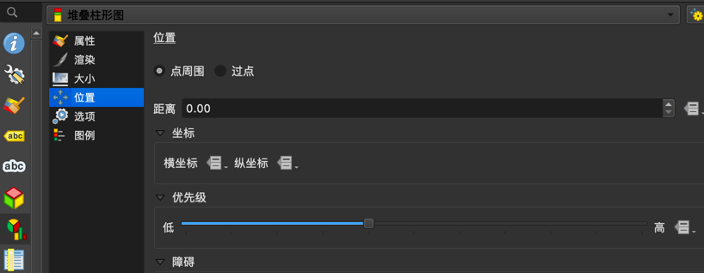 堆叠柱形图
属性
渲染
大小
位置
选项
图例
位置
点周围 过点
距离 0.00
坐标
横坐标 纵坐标
优先级
低 高
障碍
abc
abc